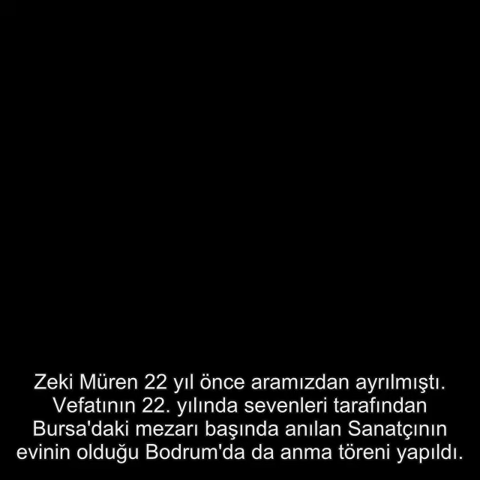 Zeki Müren 22 yıl önce aramızdan ayrılmıştı.
Vefatının 22. yılında sevenleri tarafından
Bursa'daki mezarı başında anılan Sanatçının
evinin olduğu Bodrum'da da anma töreni yapıldı.